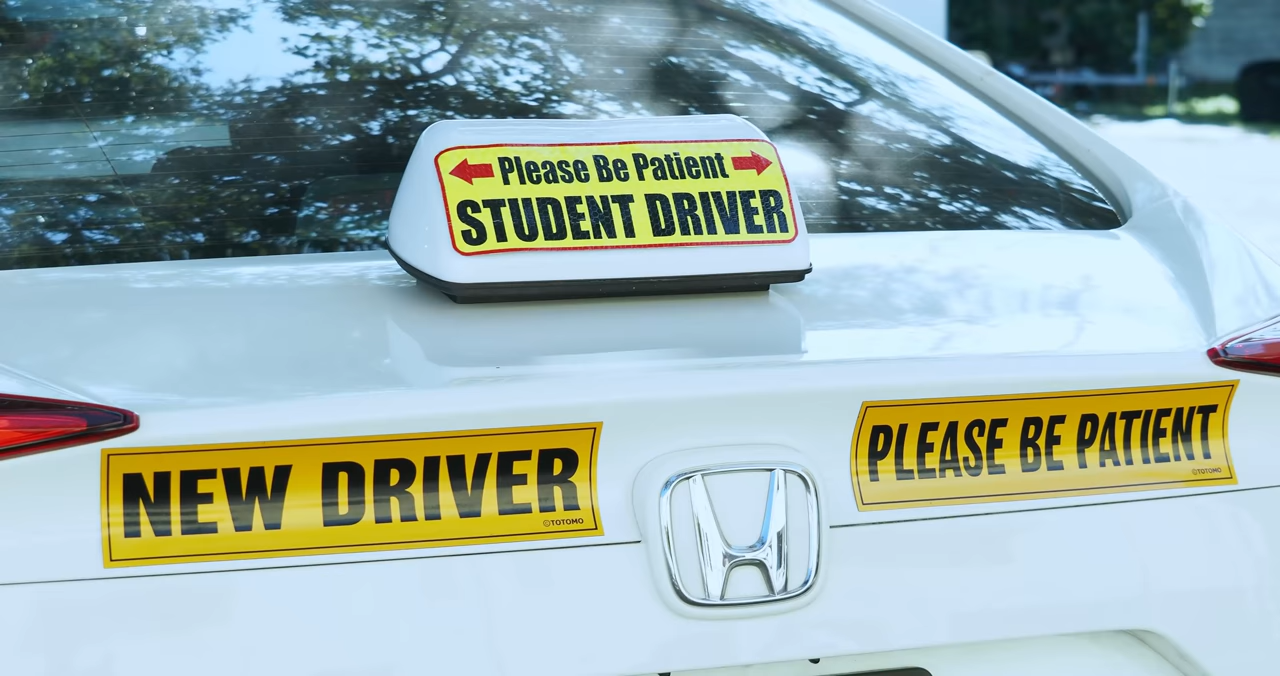 Please Be Patient
STUDENT DRIVER
NEW DRIVER
©TOTOMO
PLEASE BE PATIENT
©TOTOMO